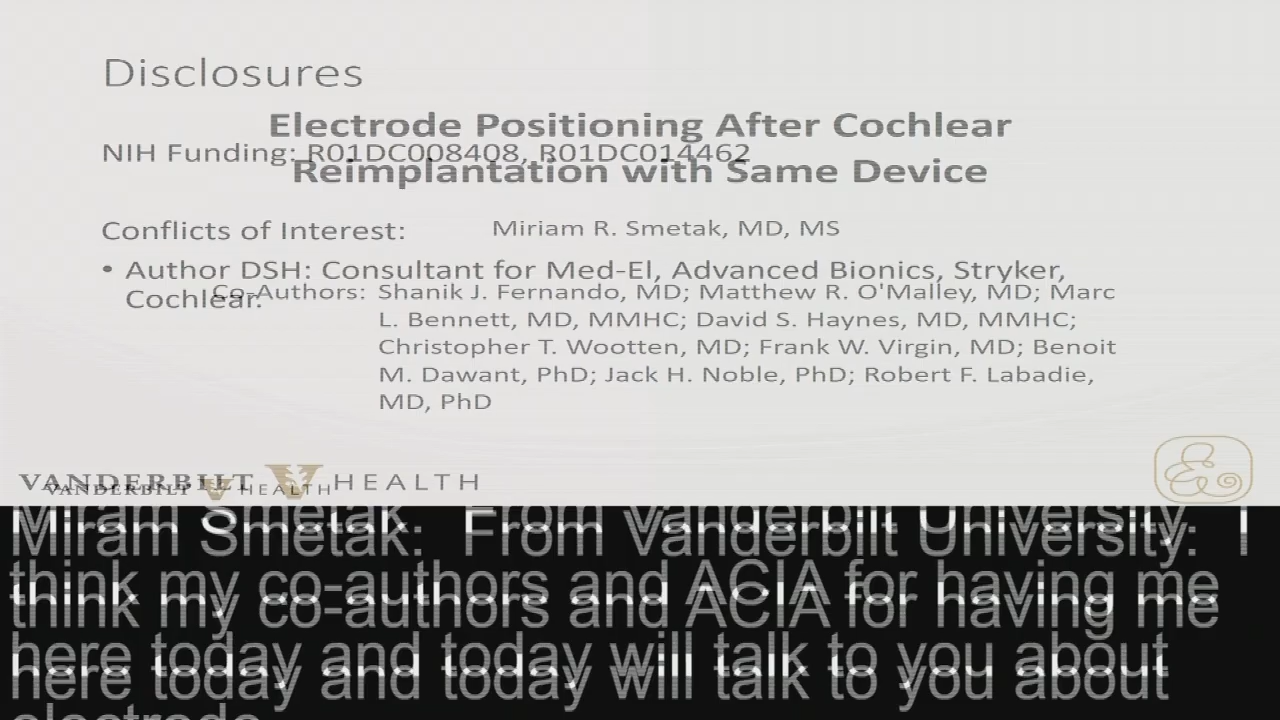 Disclosures
Electrode Positioning After Cochlear
NIH Funding: R01DC008408, R01DC014462
Reimplantation with Same Device
Conflicts of Interest:
Miriam R. Smetak, MD, MS
• Author DSH: Consultant for Med-El, Advanced Bionics, Stryker,
Cochlear.
Co-Authors: Shanik J. Fernando, MD; Matthew R. O'Malley, MD; Marc
L. Bennett, MD, MMHC; David S. Haynes, MD, MMHC;
Christopher T. Wootten, MD; Frank W. Virgin, MD; Benoit
M. Dawant, PhD; Jack H. Noble, PhD; Robert F. Labadie,
MD, PhD
VANDERBILT HEALTH
VANDERBILT HEALTH
Miram Smetak: From Vanderbilt University. I
think my co-authors and ACIA for having me
here today and today will talk to you about
electrode